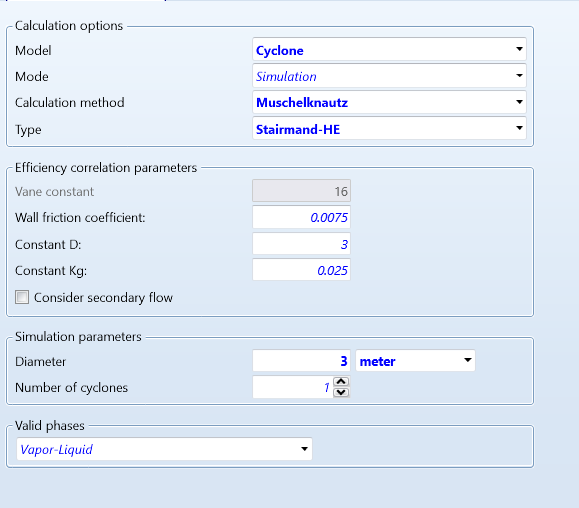 Calculation options
Model Cyclone
Mode Simulation
Calculation method Muschelknautz
Type Stairmand-HE
Efficiency correlation parameters
Vane constant 16
Wall friction coefficient: 0.0075
Constant D: 3
Constant Kg: 0.025
Consider secondary flow
Simulation parameters
Diameter 3 meter
Number of cyclones 1
Valid phases
Vapor-Liquid